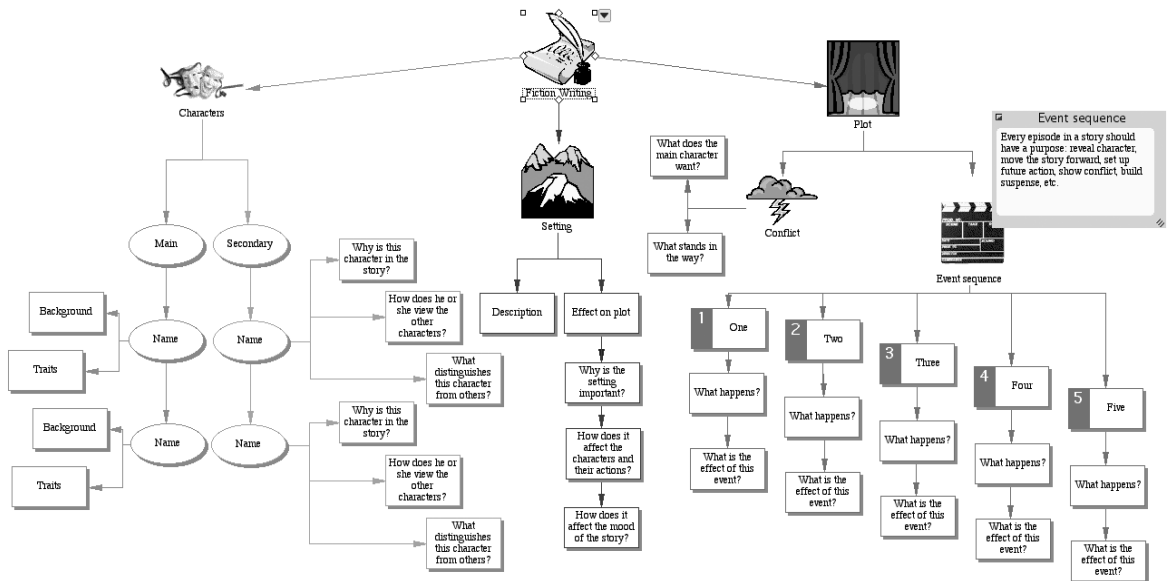 Fiction Writing
Characters
Plot
Event sequence
Every episode in a story should
have a purpose: reveal character,
move the story forward, set up
future action, show conflict, build
suspense, etc.
What does the
main character
want?
Conflict
What stands in
the way?
Event sequence
Setting
Main
Secondary
Why is this
character in the
story?
How does he or
she view the
other
characters?
What
distinguishes
this character
from others?
Background
Name
Name
Traits
Why is this
character in the
story?
Background
Name
Name
Traits
How does he or
she view the
other
characters?
What
distinguishes
this character
from others?
Description
Effect on plot
Why is the
setting
important?
How does it
affect the
characters and
their actions?
How does it
affect the mood
of the story?
1 One
What happens?
What is the
effect of this
event?
2 Two
What happens?
What is the
effect of this
event?
3 Three
What happens?
What is the
effect of this
event?
4 Four
What happens?
What is the
effect of this
event?
5 Five
What happens?
What is the
effect of this
event?